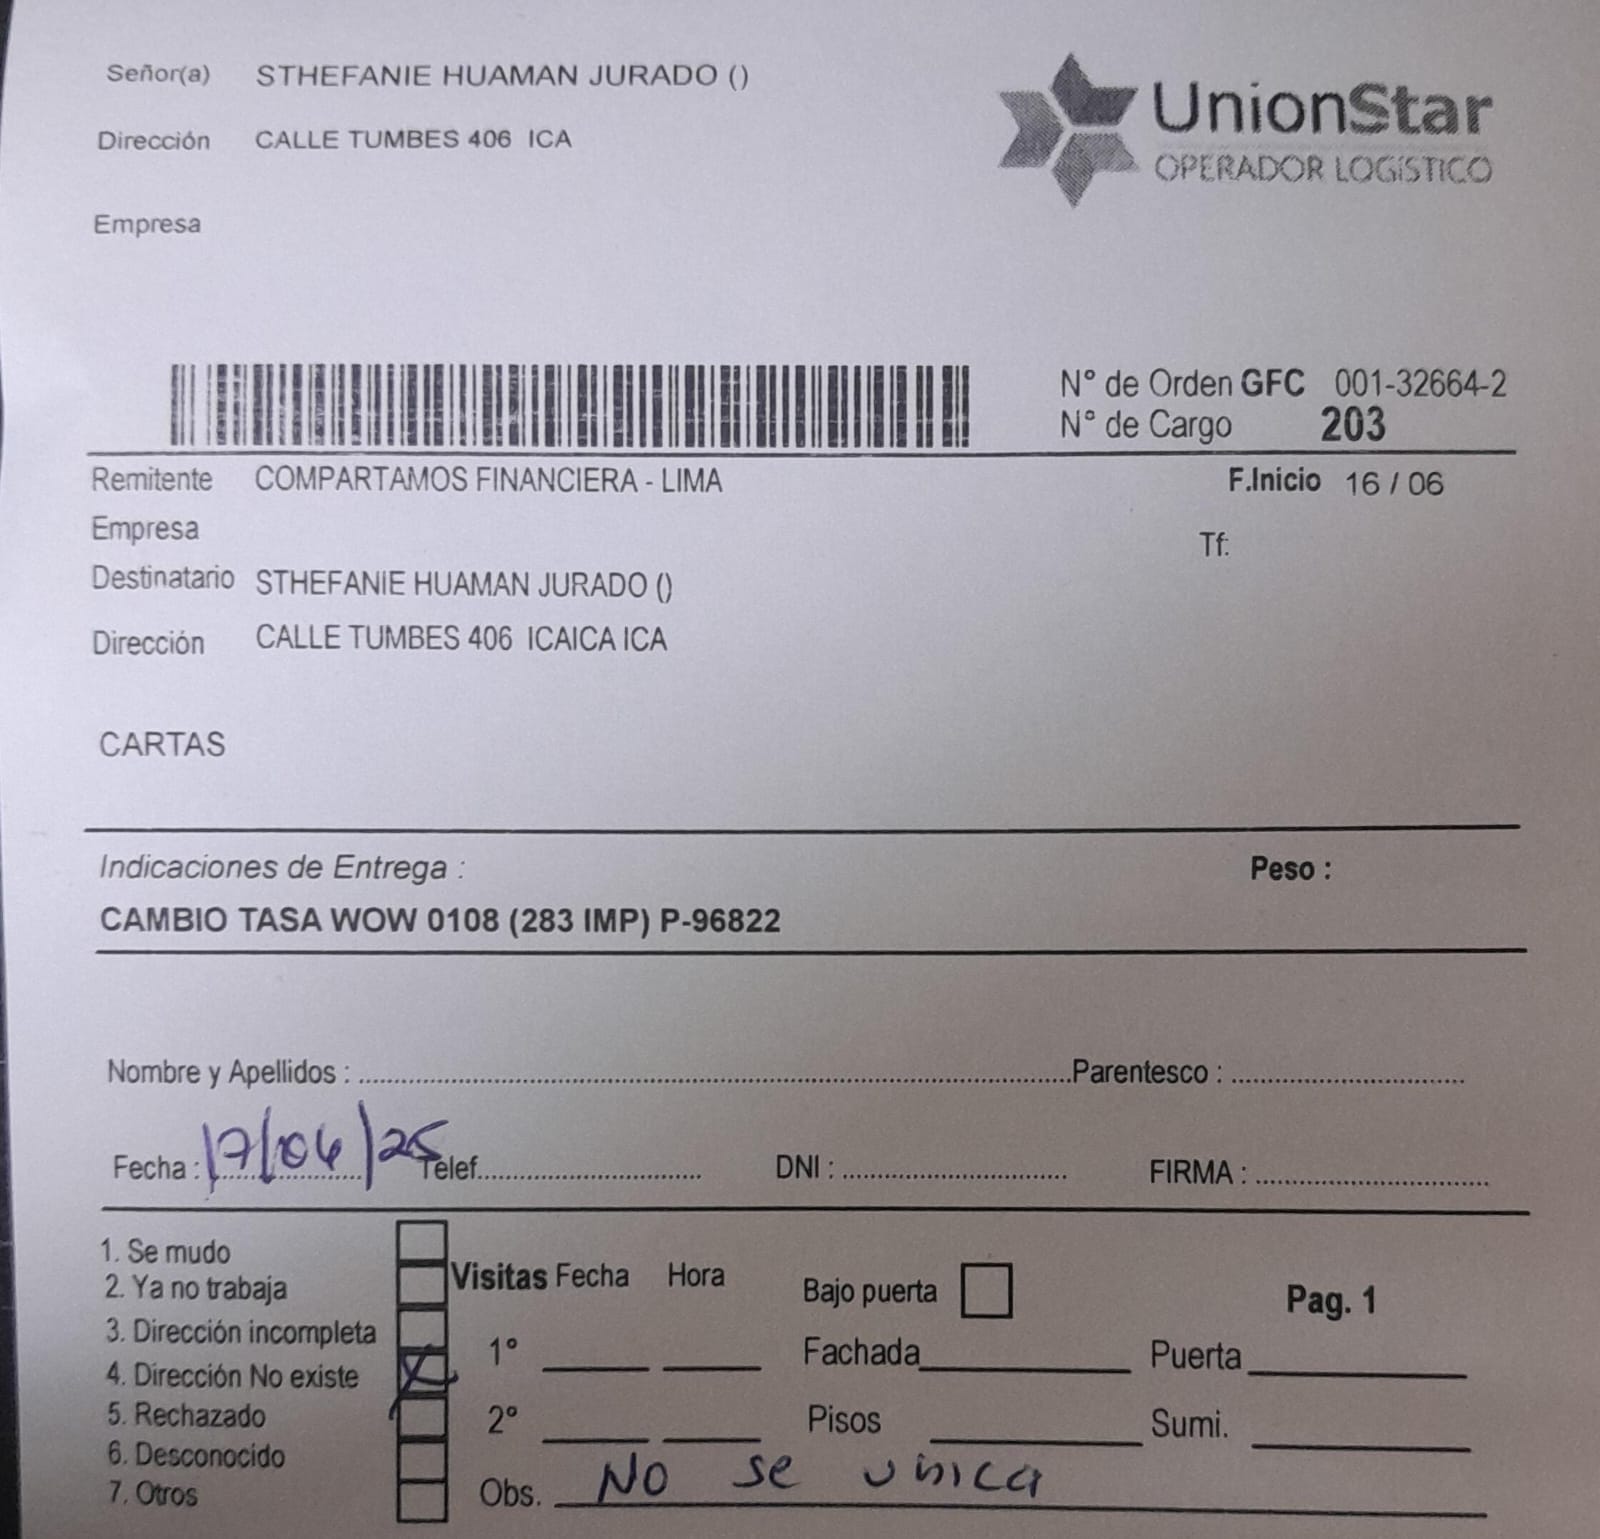 Señor(a) STHEFANIE HUAMAN JURADO ()
Dirección CALLE TUMBES 406 ICA
Empresa
UnionStar
OPERADOR LOGÍSTICO
N° de Orden GFC 001-32664-2
N° de Cargo 203
Remitente COMPARTAMOS FINANCIERA - LIMA
F.Inicio 16 / 06
Empresa
Tf:
Destinatario STHEFANIE HUAMAN JURADO ()
Dirección CALLE TUMBES 406 ICAICA ICA
CARTAS
Indicaciones de Entrega :
Peso :
CAMBIO TASA WOW 0108 (283 IMP) P-96822
Nombre y Apellidos : Parentesco :
Fecha : 17/06/25 Telef. DNI : FIRMA :
1. Se mudo
2. Ya no trabaja
3. Dirección incompleta
4. Dirección No existe X
5. Rechazado
6. Desconocido
7. Otros
Visitas Fecha Hora
1°
2°
Bajo puerta
Pag. 1
Fachada Puerta
Pisos Sumi.
Obs. No se unica